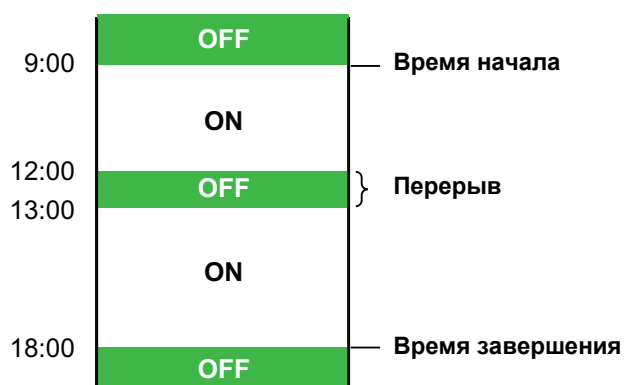 OFF
9:00 Время начала
ON
12:00
OFF Перерыв
13:00
ON
18:00 Время завершения
OFF